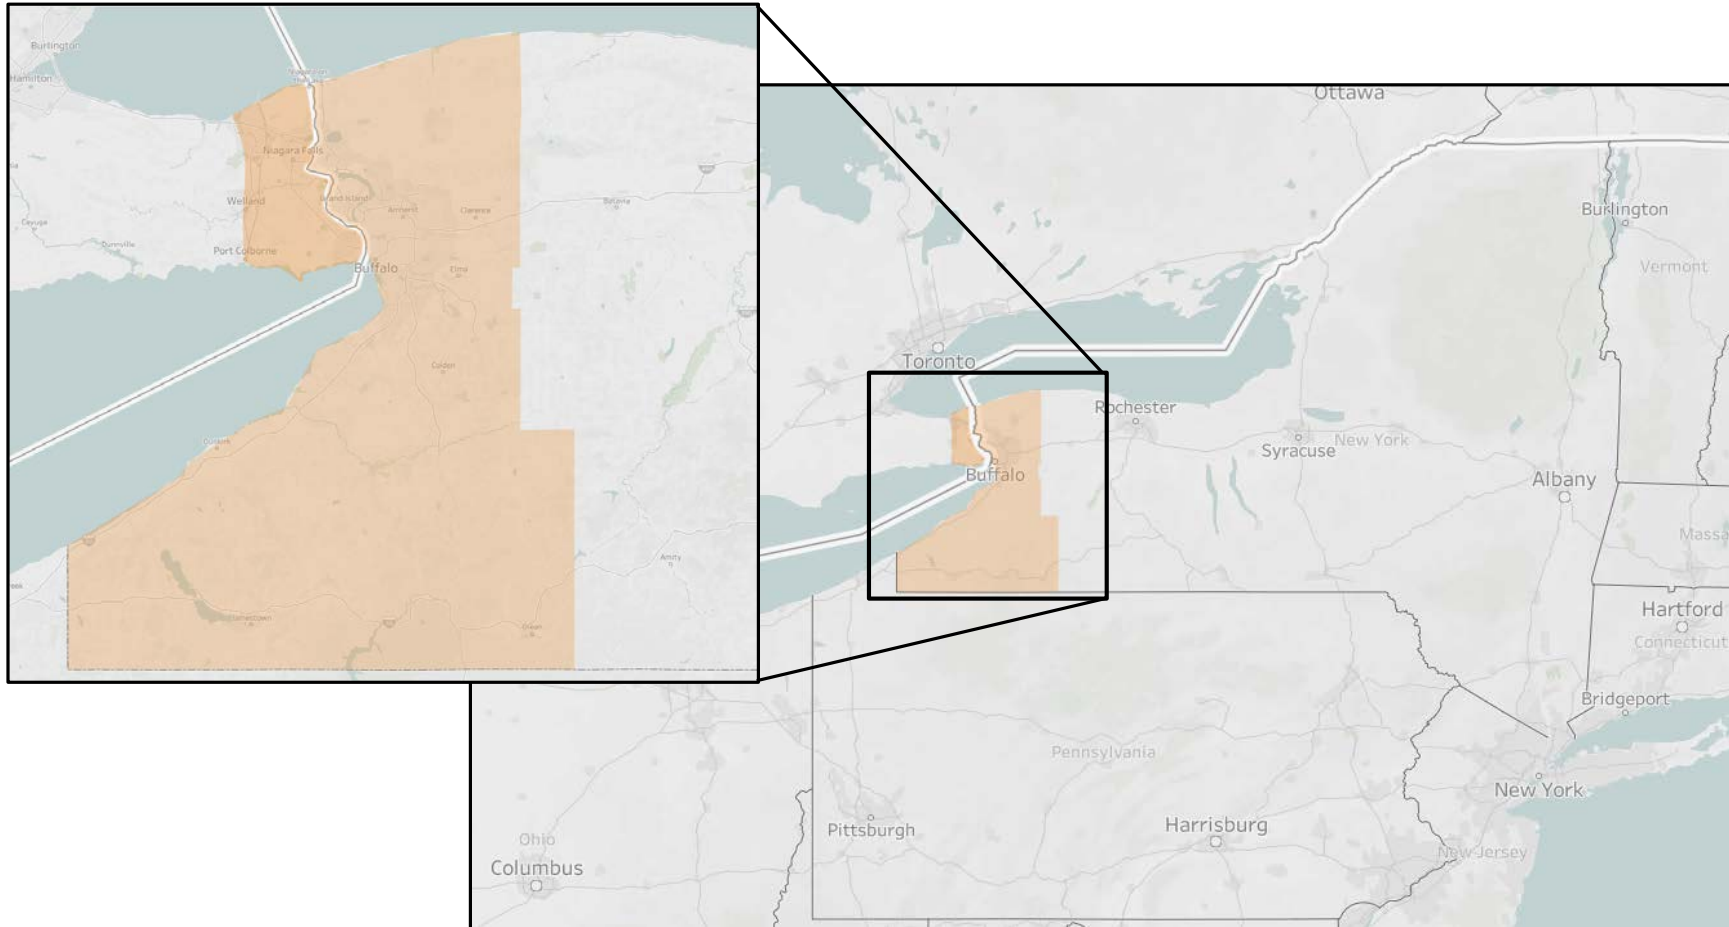 Burlington
Hamilton
Niagara Falls
Welland
Grand Island
Amherst
Clarence
Batavia
Cayuga
Dunnville
Port Colborne
Buffalo
Elma
Colden
Dunkirk
Amity
Jamestown
Olean
Ottawa
Burlington
Vermont
Toronto
Rochester
Syracuse
New York
Buffalo
Albany
Massa
Hartford
Connecticut
Bridgeport
Pennsylvania
New York
Pittsburgh
Harrisburg
Ohio
New Jersey
Columbus